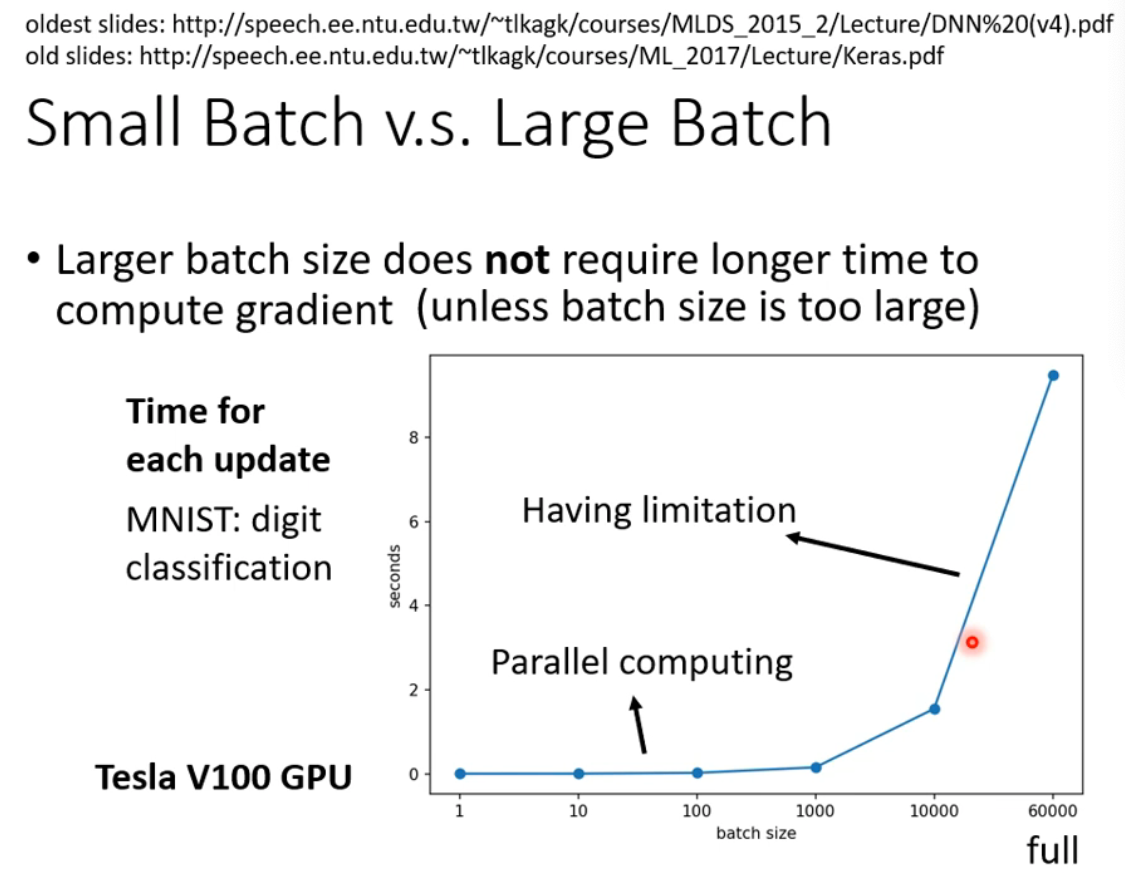 oldest slides: http://speech.ee.ntu.edu.tw/~tlkagk/courses/MLDS_2015_2/Lecture/DNN%20(v4).pdf
old slides: http://speech.ee.ntu.edu.tw/~tlkagk/courses/ML_2017/Lecture/Keras.pdf
Small Batch v.s. Large Batch
• Larger batch size does not require longer time to
compute gradient (unless batch size is too large)
Time for
each update
MNIST: digit
classification
Tesla V100 GPU
seconds
8
6
4
2
0
Having limitation
Parallel computing
1 10 100 1000 10000 60000
batch size
full